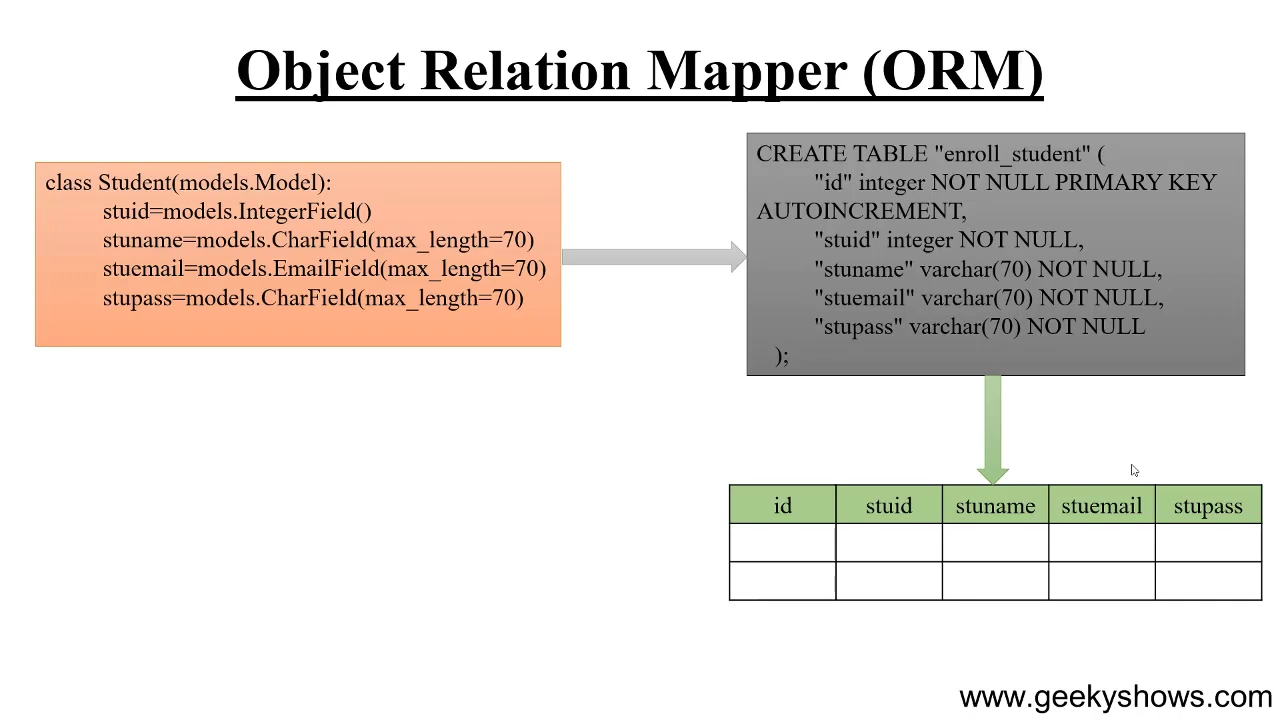 Object Relation Mapper (ORM)
class Student(models.Model):
stuid=models.IntegerField()
stuname=models.CharField(max_length=70)
stuemail=models.EmailField(max_length=70)
stupass=models.CharField(max_length=70)
CREATE TABLE "enroll_student" (
"id" integer NOT NULL PRIMARY KEY
AUTOINCREMENT,
"stuid" integer NOT NULL,
"stuname" varchar(70) NOT NULL,
"stuemail" varchar(70) NOT NULL,
"stupass" varchar(70) NOT NULL
);
id stuid stuname stuemail stupass
www.geekyshows.com